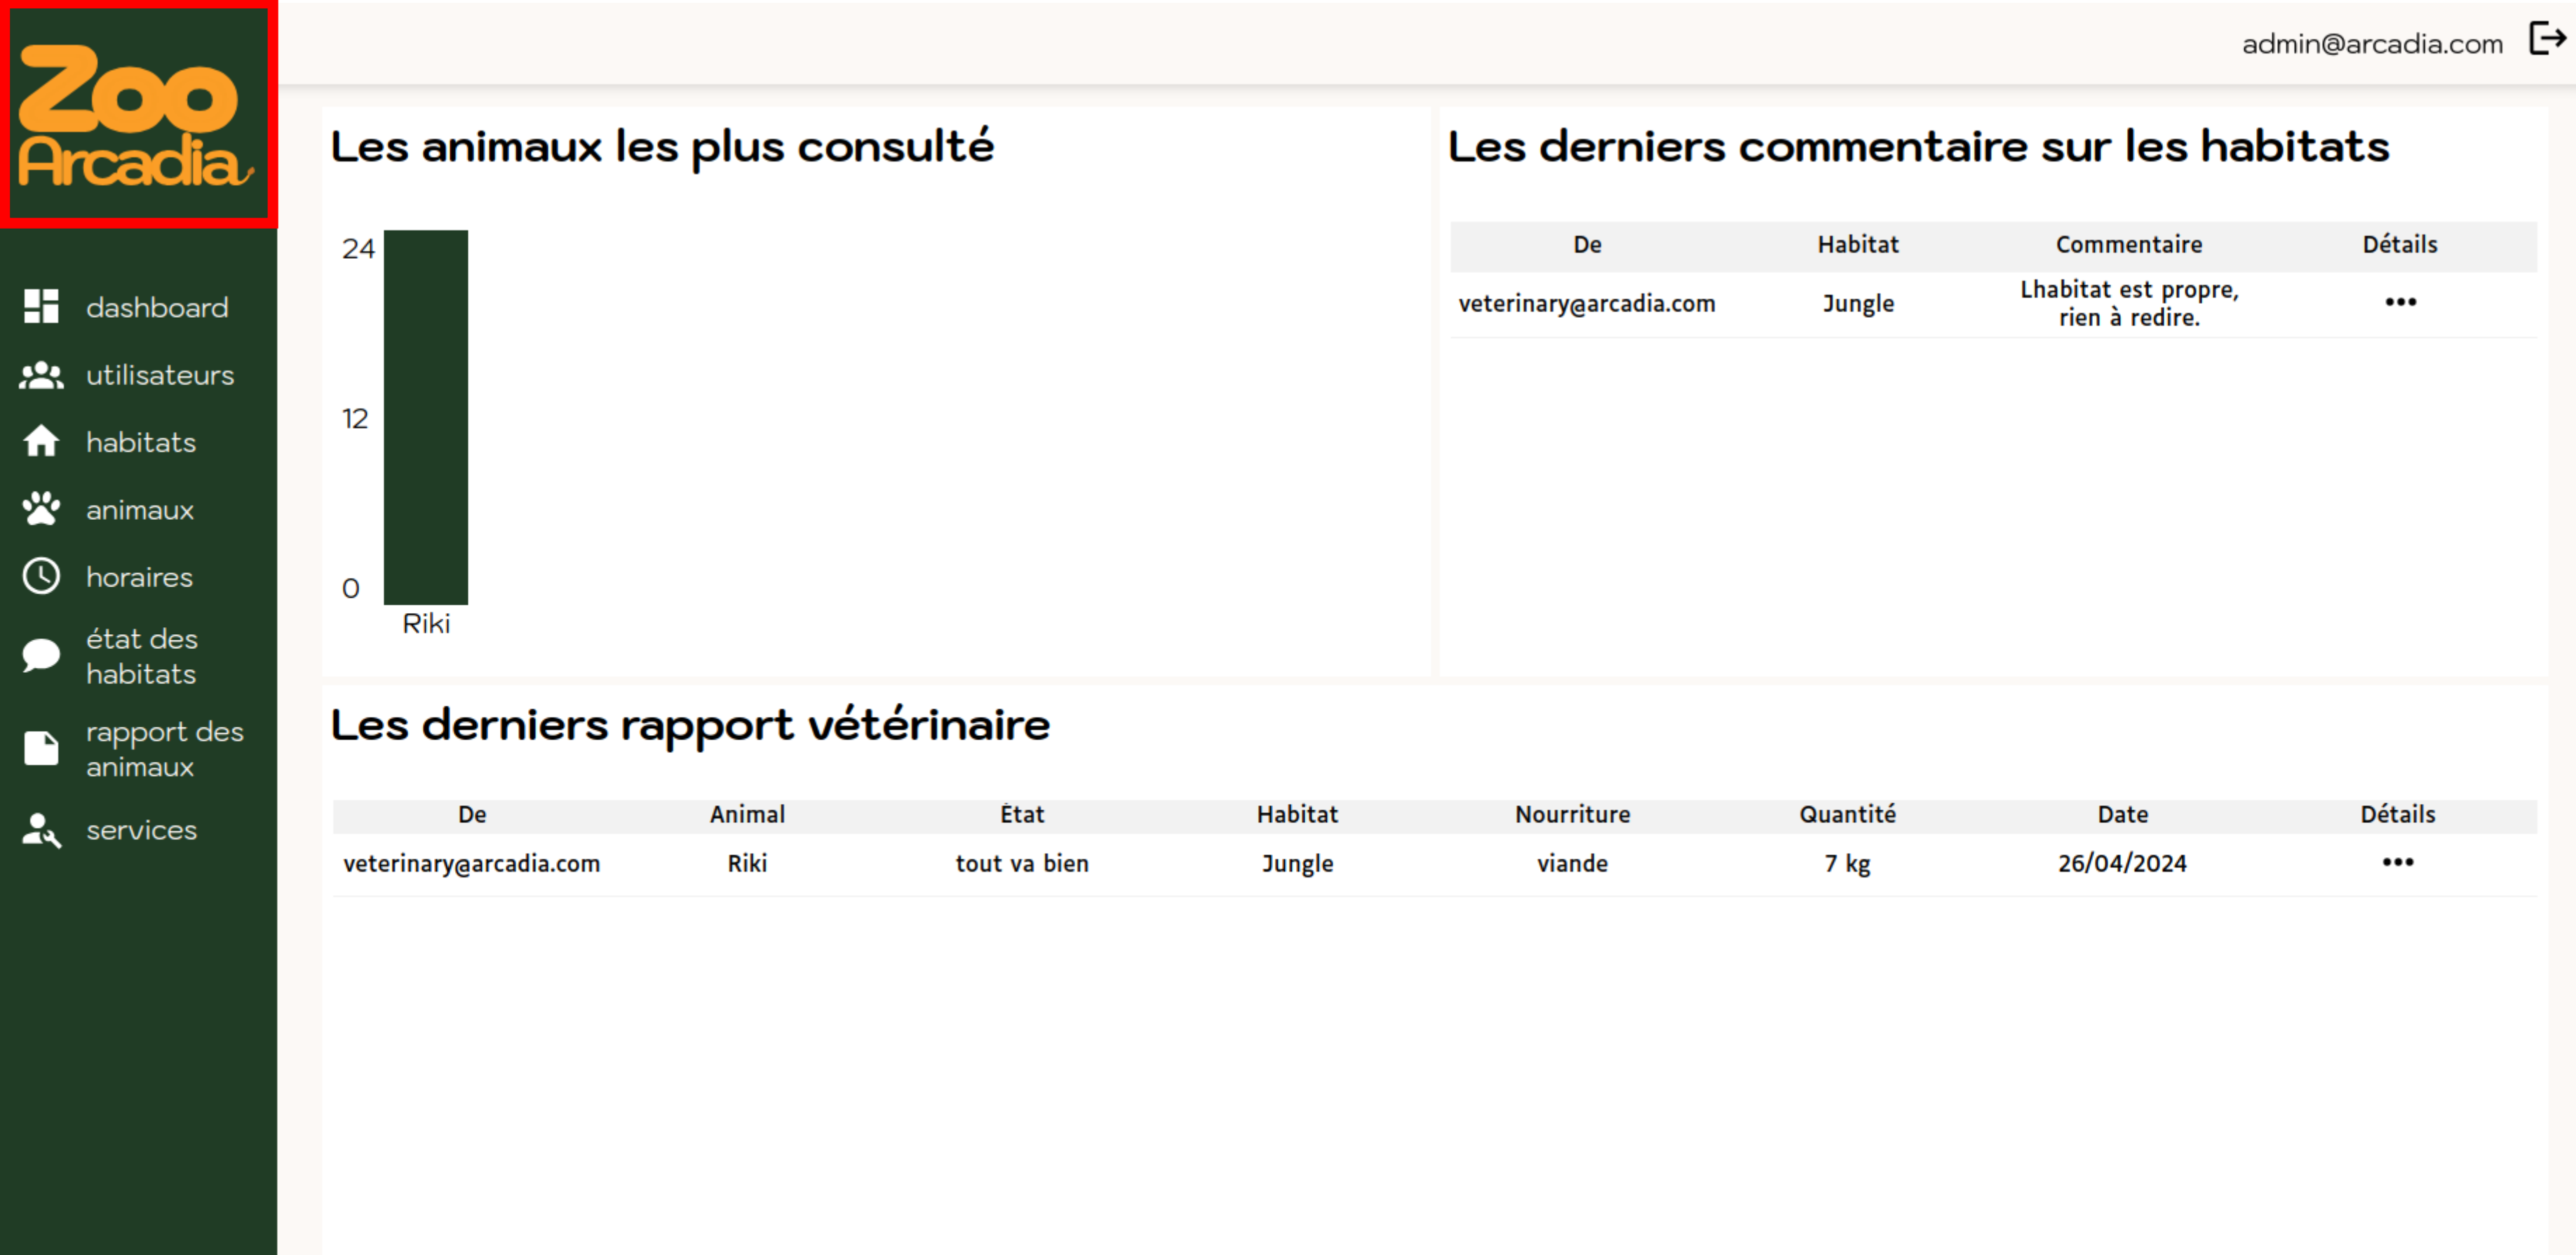 Zoo
Arcadia
admin@arcadia.com
dashboard
utilisateurs
habitats
animaux
horaires
état des
habitats
rapport des
animaux
services
Les animaux les plus consulté
24
12
0
Riki
Les derniers commentaire sur les habitats
De Habitat Commentaire Détails
veterinary@arcadia.com Jungle Lhabitat est propre,
rien à redire. •••
Les derniers rapport vétérinaire
De Animal État Habitat Nourriture Quantité Date Détails
veterinary@arcadia.com Riki tout va bien Jungle viande 7 kg 26/04/2024 •••